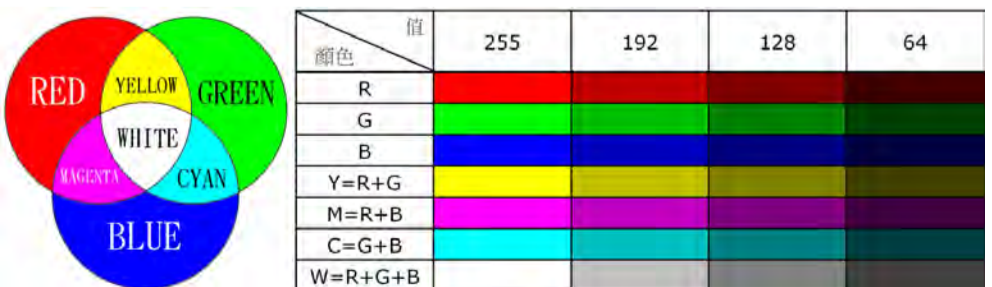 RED
YELLOW
GREEN
WHITE
MAGENTA
CYAN
BLUE
值
顏色
255
192
128
64
R
G
B
Y=R+G
M=R+B
C=G+B
W=R+G+B